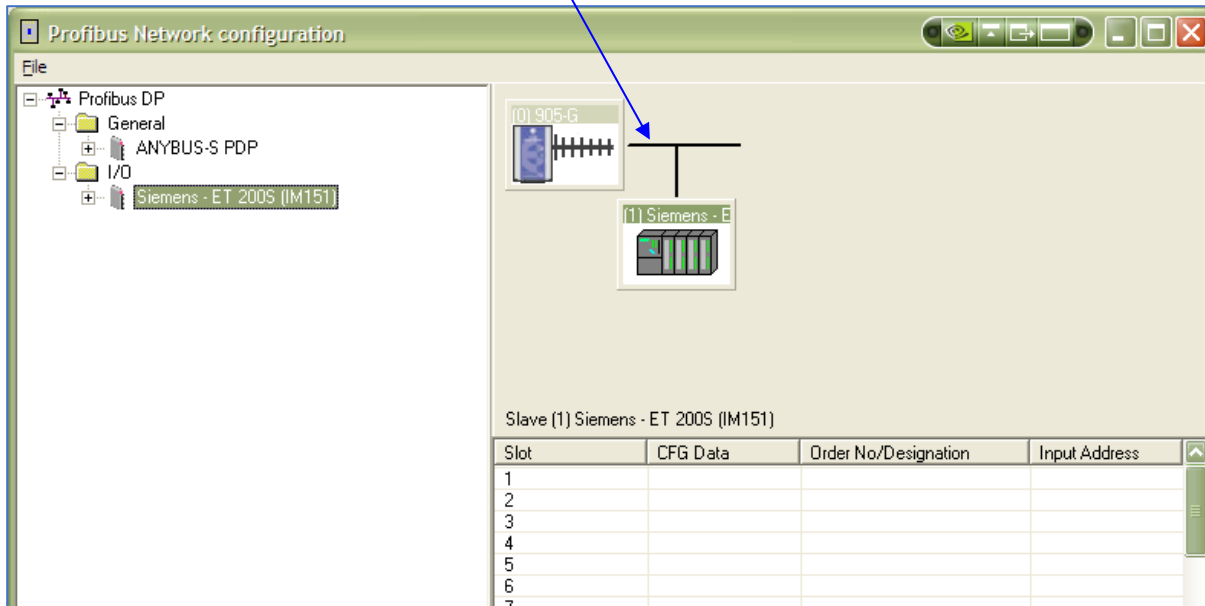 Profibus Network configuration
File
Profibus DP
General
ANYBUS-S PDP
I/O
Siemens - ET 200S (IM151)
(0) 905-G
(1) Siemens - E
Slave (1) Siemens - ET 200S (IM151)
Slot CFG Data Order No/Designation Input Address
1
2
3
4
5
6
7